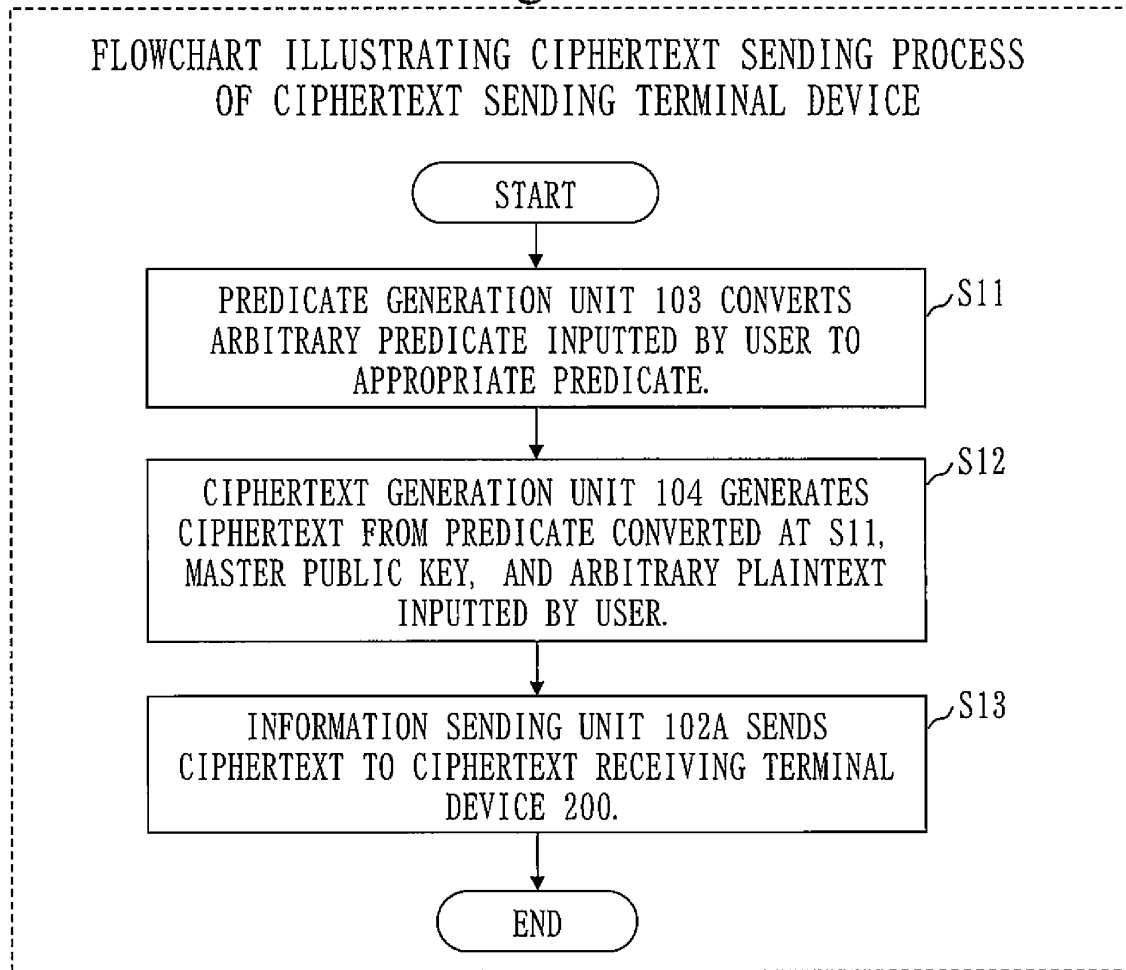 FLOWCHART ILLUSTRATING CIPHERTEXT SENDING PROCESS
OF CIPHERTEXT SENDING TERMINAL DEVICE
START
PREDICATE GENERATION UNIT 103 CONVERTS
ARBITRARY PREDICATE INPUTTED BY USER TO
APPROPRIATE PREDICATE.
S11
CIPHERTEXT GENERATION UNIT 104 GENERATES
CIPHERTEXT FROM PREDICATE CONVERTED AT S11,
MASTER PUBLIC KEY, AND ARBITRARY PLAINTEXT
INPUTTED BY USER.
S12
INFORMATION SENDING UNIT 102A SENDS
CIPHERTEXT TO CIPHERTEXT RECEIVING TERMINAL
DEVICE 200.
S13
END